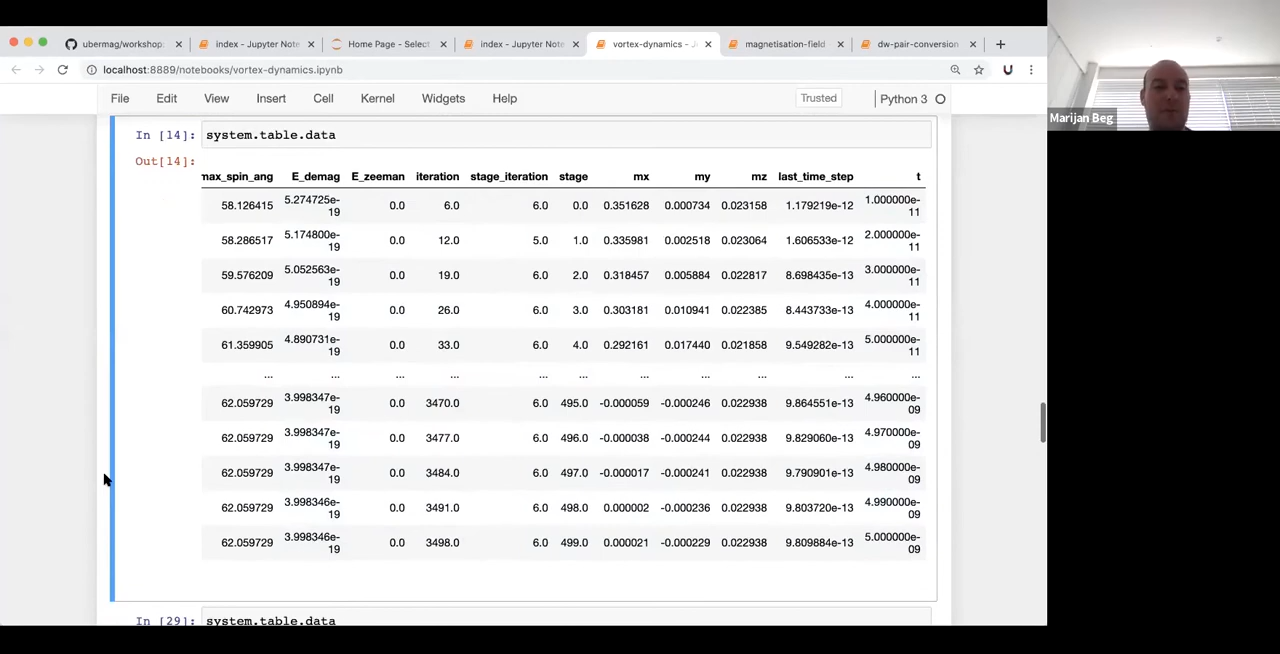 ubermag/workshop
index - Jupyter Note
Home Page - Select
index - Jupyter Note
vortex-dynamics - J
magnetisation-field
dw-pair-conversion
localhost:8889/notebooks/vortex-dynamics.ipynb
File Edit View Insert Cell Kernel Widgets Help Trusted Python 3
Marijan Beg
In [14]: system.table.data
Out[14]:
max_spin_ang E_demag E_zeeman iteration stage_iteration stage mx my mz last_time_step t
58.126415 5.274725e-19 0.0 6.0 6.0 0.0 0.351628 0.000734 0.023158 1.179219e-12 1.000000e-11
58.286517 5.174800e-19 0.0 12.0 5.0 1.0 0.335981 0.002518 0.023064 1.606533e-12 2.000000e-11
59.576209 5.052563e-19 0.0 19.0 6.0 2.0 0.318457 0.005884 0.022817 8.698435e-13 3.000000e-11
60.742973 4.950894e-19 0.0 26.0 6.0 3.0 0.303181 0.010941 0.022385 8.443733e-13 4.000000e-11
61.359905 4.890731e-19 0.0 33.0 6.0 4.0 0.292161 0.017440 0.021858 9.549282e-13 5.000000e-11
... ... ... ... ... ... ... ... ... ... ...
62.059729 3.998347e-19 0.0 3470.0 6.0 495.0 -0.000059 -0.000246 0.022938 9.864551e-13 4.960000e-09
62.059729 3.998347e-19 0.0 3477.0 6.0 496.0 -0.000038 -0.000244 0.022938 9.829060e-13 4.970000e-09
62.059729 3.998347e-19 0.0 3484.0 6.0 497.0 -0.000017 -0.000241 0.022938 9.790901e-13 4.980000e-09
62.059729 3.998346e-19 0.0 3491.0 6.0 498.0 0.000002 -0.000236 0.022938 9.803720e-13 4.990000e-09
62.059729 3.998346e-19 0.0 3498.0 6.0 499.0 0.000021 -0.000229 0.022938 9.809884e-13 5.000000e-09
In [29]: system.table.data